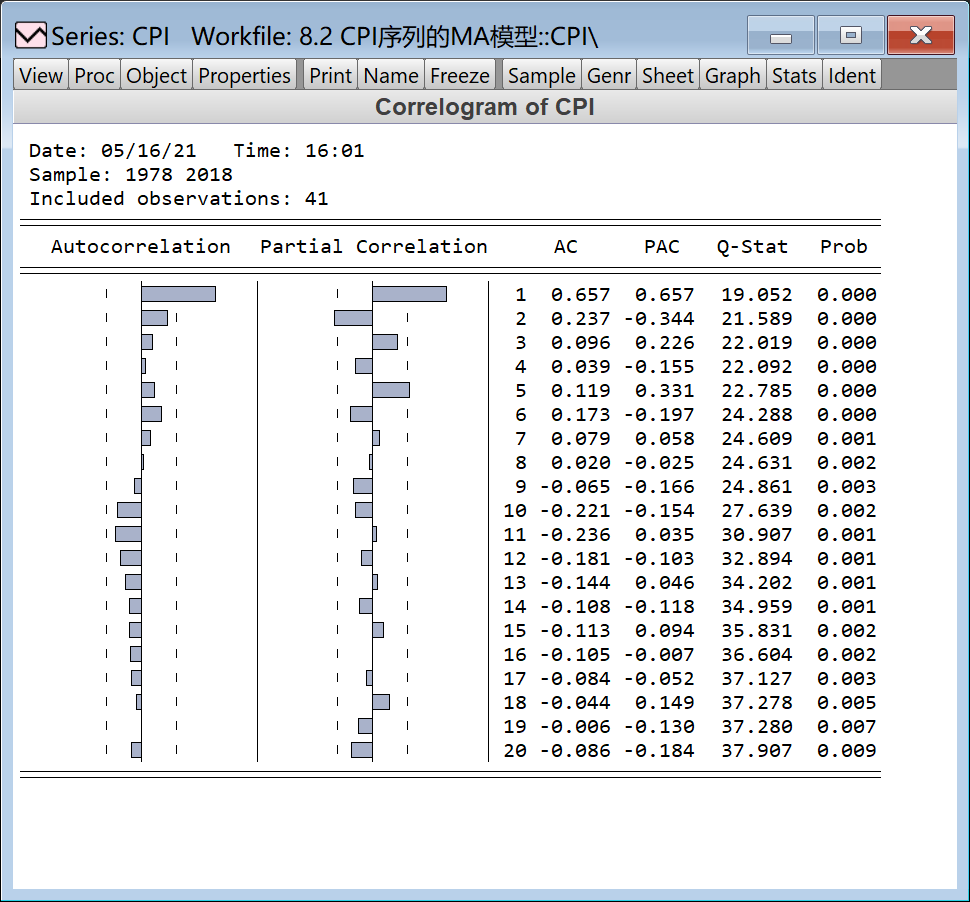 Series: CPI Workfile: 8.2 CPI序列的MA模型::CPI\
View Proc Object Properties Print Name Freeze Sample Genr Sheet Graph Stats Ident
Correlogram of CPI
Date: 05/16/21 Time: 16:01
Sample: 1978 2018
Included observations: 41
Autocorrelation Partial Correlation AC PAC Q-Stat Prob
1 0.657 0.657 19.052 0.000
2 0.237 -0.344 21.589 0.000
3 0.096 0.226 22.019 0.000
4 0.039 -0.155 22.092 0.000
5 0.119 0.331 22.785 0.000
6 0.173 -0.197 24.288 0.000
7 0.079 0.058 24.609 0.001
8 0.020 -0.025 24.631 0.002
9 -0.065 -0.166 24.861 0.003
10 -0.221 -0.154 27.639 0.002
11 -0.236 0.035 30.907 0.001
12 -0.181 -0.103 32.894 0.001
13 -0.144 0.046 34.202 0.001
14 -0.108 -0.118 34.959 0.001
15 -0.113 0.094 35.831 0.002
16 -0.105 -0.007 36.604 0.002
17 -0.084 -0.052 37.127 0.003
18 -0.044 0.149 37.278 0.005
19 -0.006 -0.130 37.280 0.007
20 -0.086 -0.184 37.907 0.009